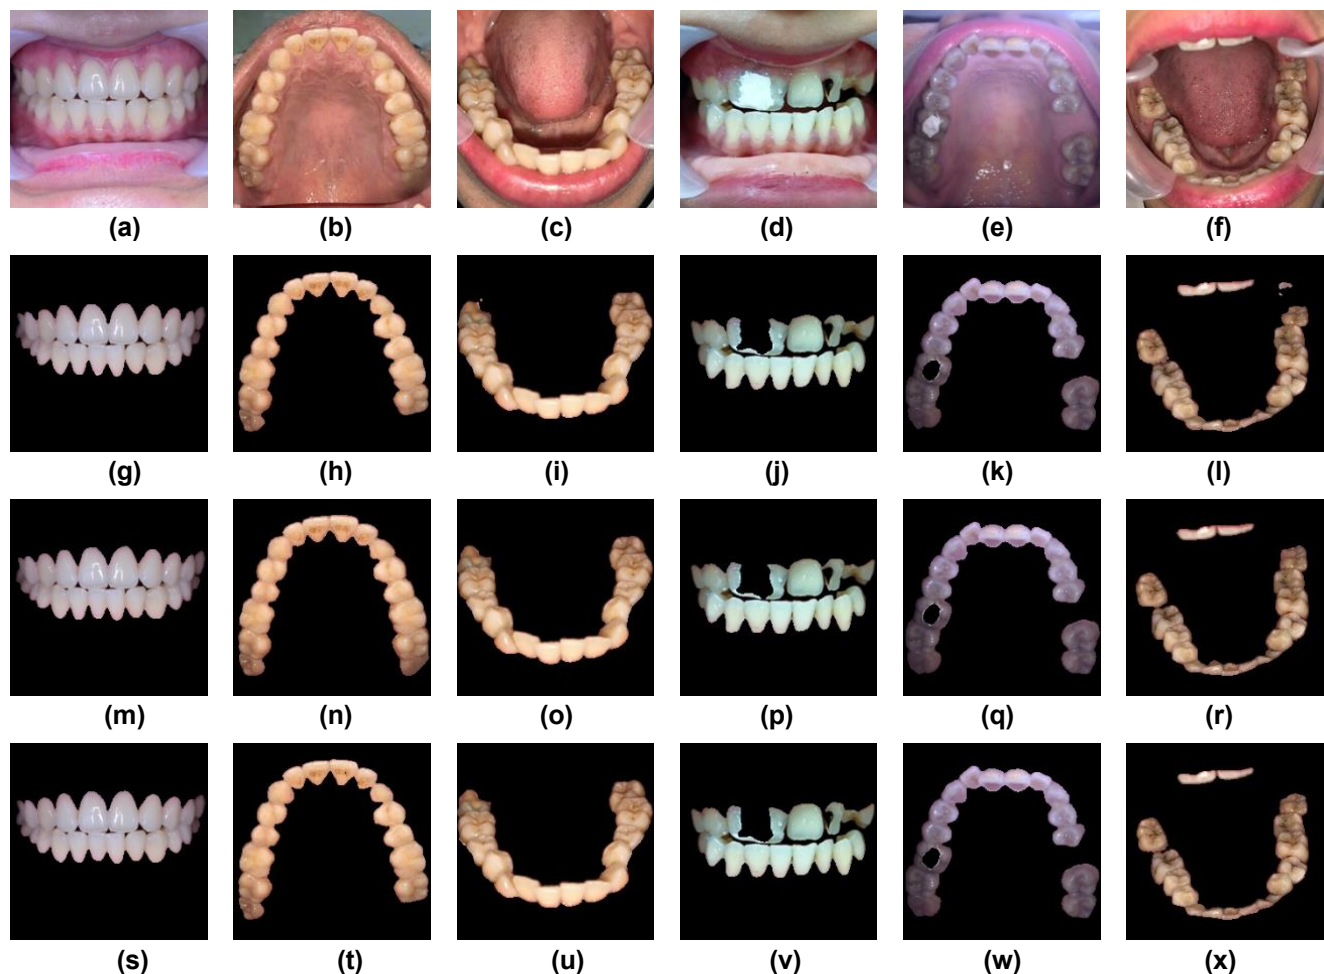 (a) (b) (c) (d) (e) (f)
(g) (h) (i) (j) (k) (l)
(m) (n) (o) (p) (q) (r)
(s) (t) (u) (v) (w) (x)